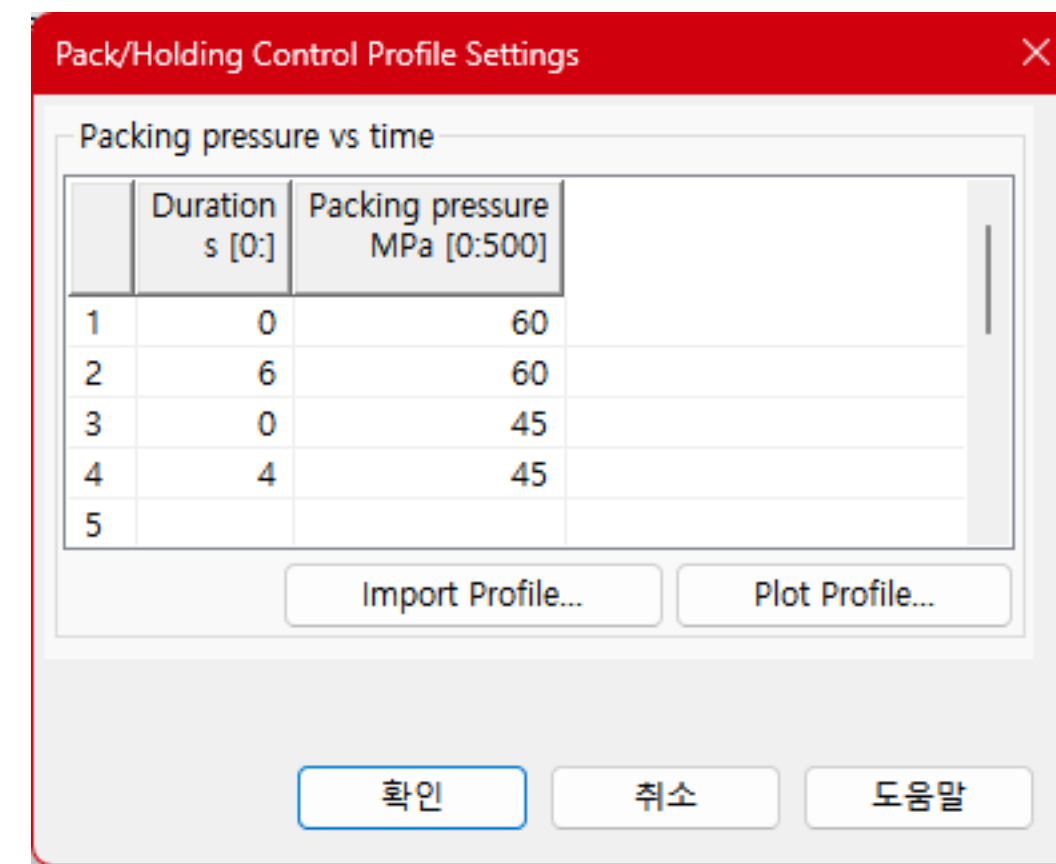 Pack/Holding Control Profile Settings
Packing pressure vs time
Duration s [0:] Packing pressure MPa [0:500]
1 0 60
2 6 60
3 0 45
4 4 45
5
Import Profile... Plot Profile...
확인 취소 도움말